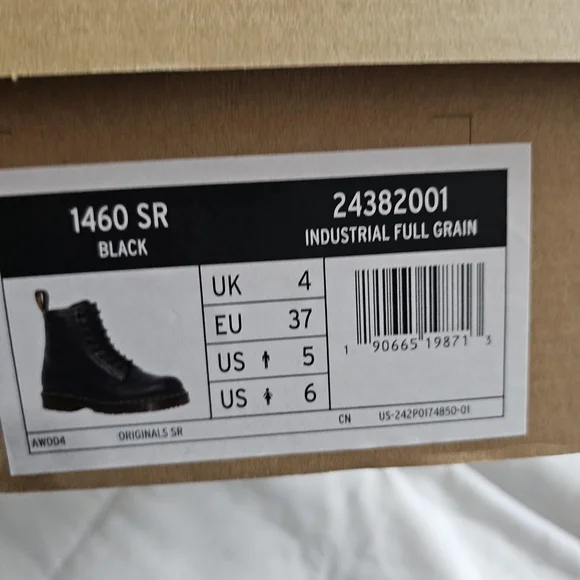 1460 SR
BLACK
24382001
INDUSTRIAL FULL GRAIN
UK 4
EU 37
US 5
US 6
1 90665 19871 3
AW004
ORIGINALS SR
CN
US-242P0174850-01